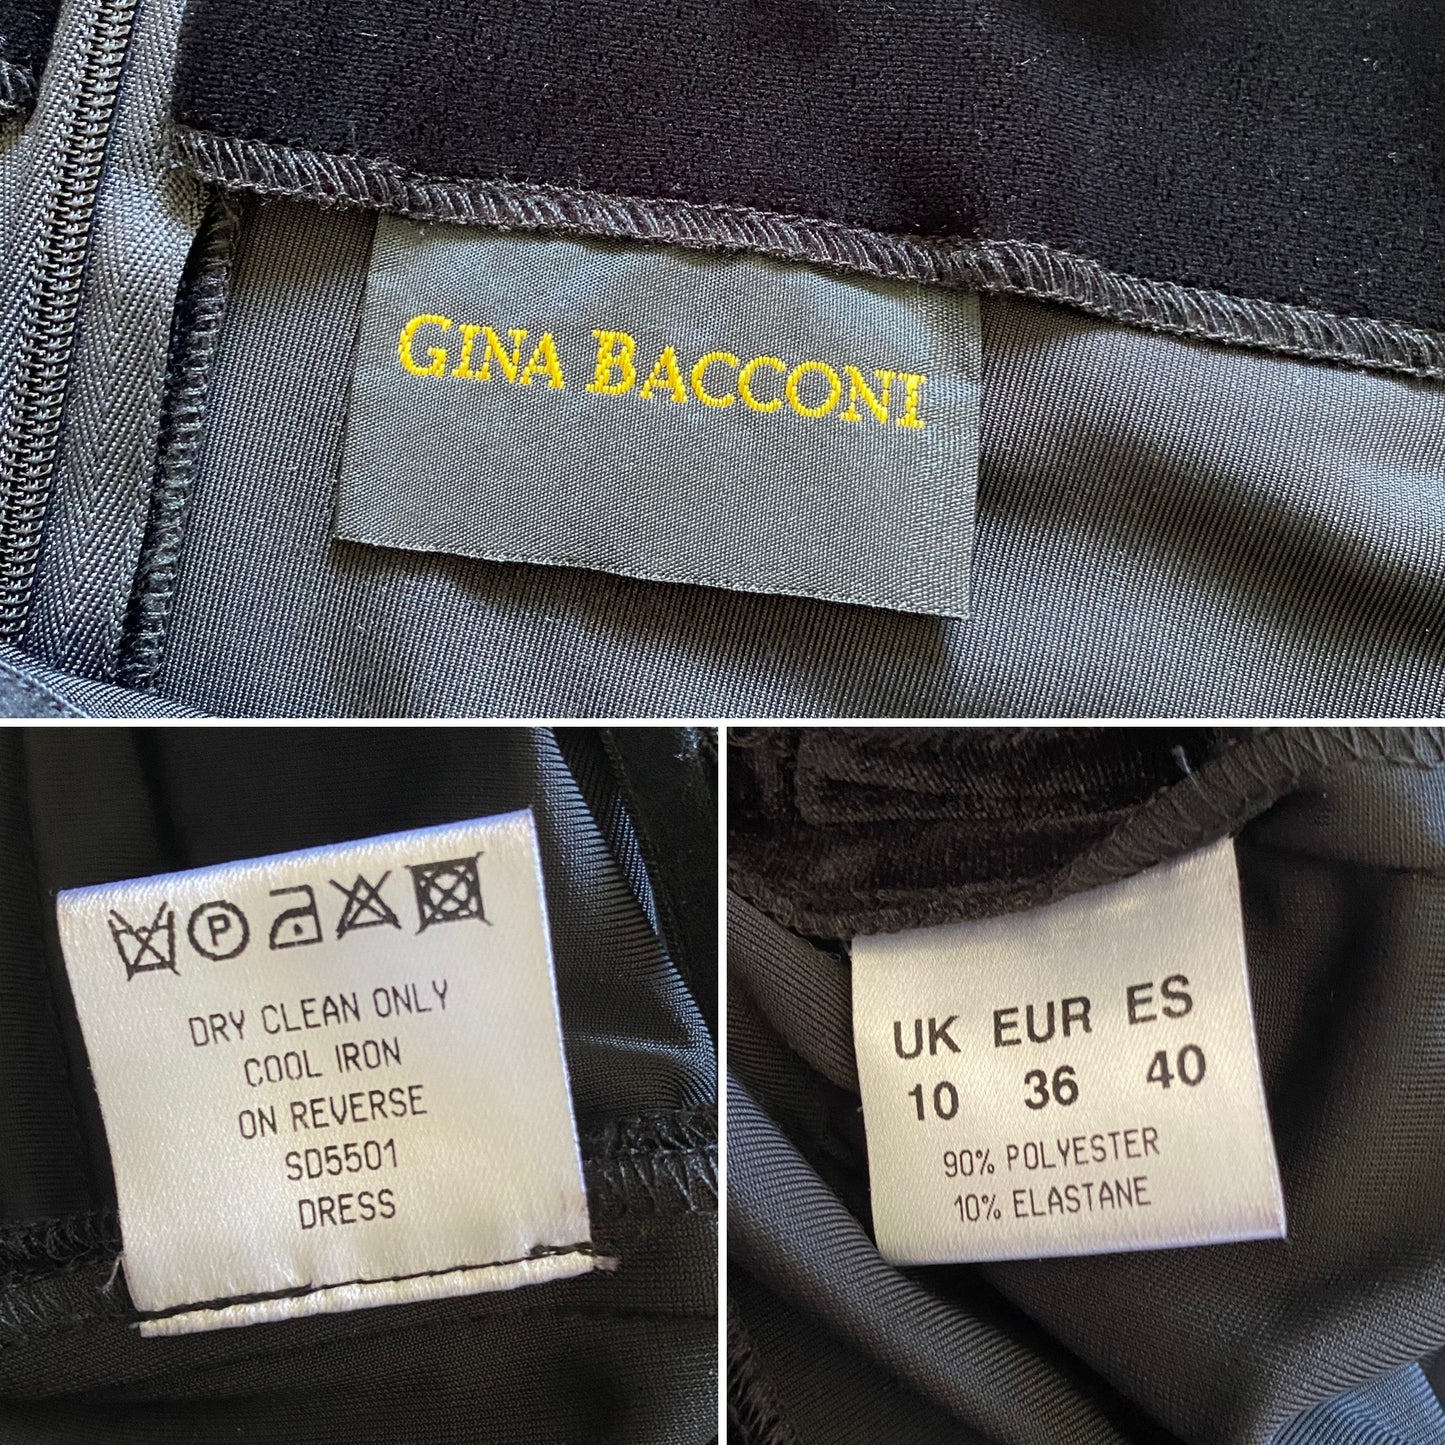 GINA BACCONI
P
DRY CLEAN ONLY
COOL IRON
ON REVERSE
SD5501
DRESS
UK EUR ES
10 36 40
90% POLYESTER
10% ELASTANE